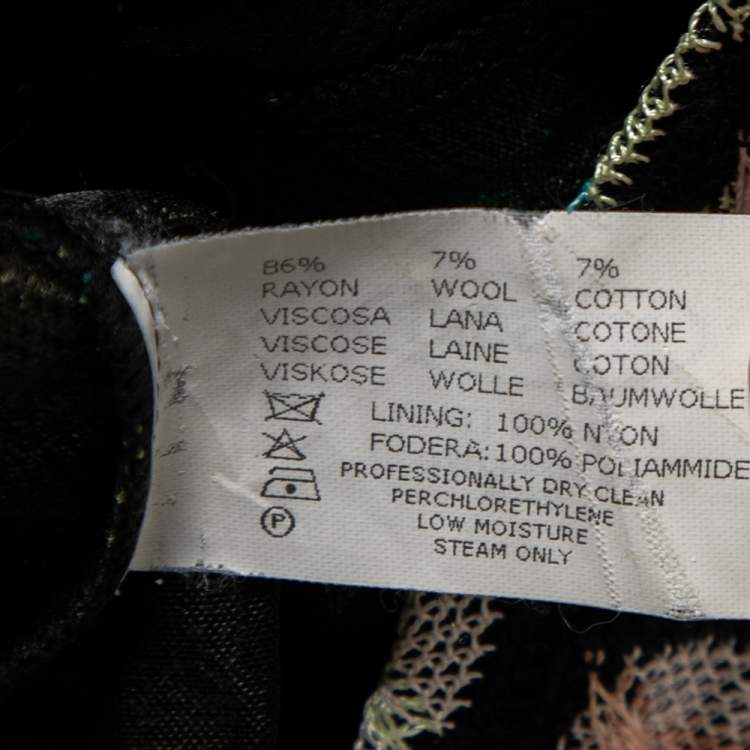 86% 7% 7%
RAYON WOOL COTTON
VISCOSA LANA COTONE
VISCOSE LAINE COTON
VISKOSE WOLLE BAUMWOLLE
LINING: 100% NYLON
FODERA: 100% POLIAMMIDE
PROFESSIONALLY DRY CLEAN
PERCHLORETHYLENE
LOW MOISTURE
STEAM ONLY
P